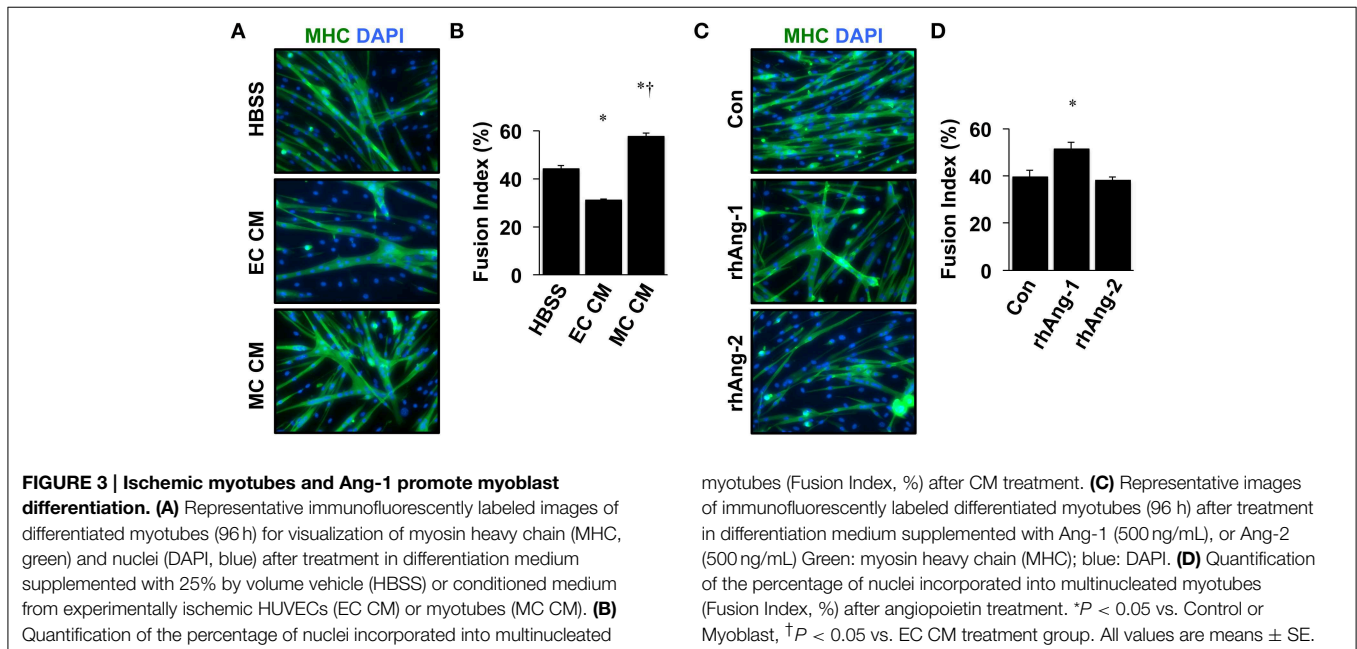 A
MHC DAPI
HBSS
EC CM
MC CM
B
*
*†
Fusion Index (%)
60
40
20
0
HBSS
EC CM
MC CM
C
MHC DAPI
Con
rhAng-1
rhAng-2
D
*
Fusion Index (%)
60
40
20
0
Con
rhAng-1
rhAng-2
FIGURE 3 | Ischemic myotubes and Ang-1 promote myoblast
differentiation. (A) Representative immunofluorescently labeled images of
differentiated myotubes (96 h) for visualization of myosin heavy chain (MHC,
green) and nuclei (DAPI, blue) after treatment in differentiation medium
supplemented with 25% by volume vehicle (HBSS) or conditioned medium
from experimentally ischemic HUVECs (EC CM) or myotubes (MC CM). (B)
Quantification of the percentage of nuclei incorporated into multinucleated
myotubes (Fusion Index, %) after CM treatment. (C) Representative images
of immunofluorescently labeled differentiated myotubes (96 h) after treatment
in differentiation medium supplemented with Ang-1 (500 ng/mL), or Ang-2
(500 ng/mL) Green: myosin heavy chain (MHC); blue: DAPI. (D) Quantification
of the percentage of nuclei incorporated into multinucleated myotubes
(Fusion Index, %) after angiopoietin treatment. *P < 0.05 vs. Control or
Myoblast, †P < 0.05 vs. EC CM treatment group. All values are means ± SE.